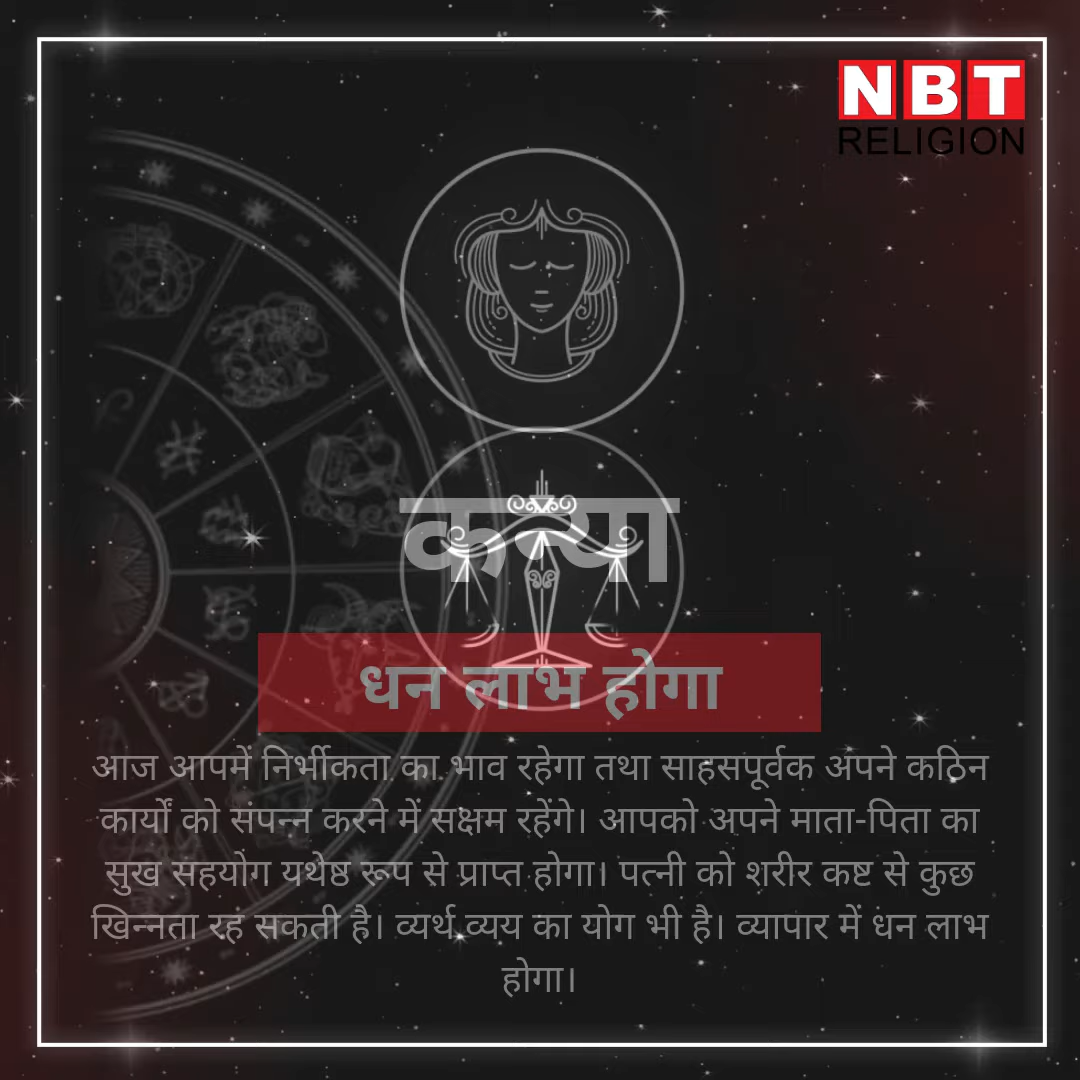 NBT
RELIGION
कन्या
धन लाभ होगा
आज आपमें निर्भीकता का भाव रहेगा तथा साहसपूर्वक अपने कठिन
कार्यों को संपन्न करने में सक्षम रहेंगे। आपको अपने माता-पिता का
सुख सहयोग यथेष्ठ रूप से प्राप्त होगा। पत्नी को शरीर कष्ट से कुछ
खिन्नता रह सकती है। व्यर्थ व्यय का योग भी है। व्यापार में धन लाभ
होगा।